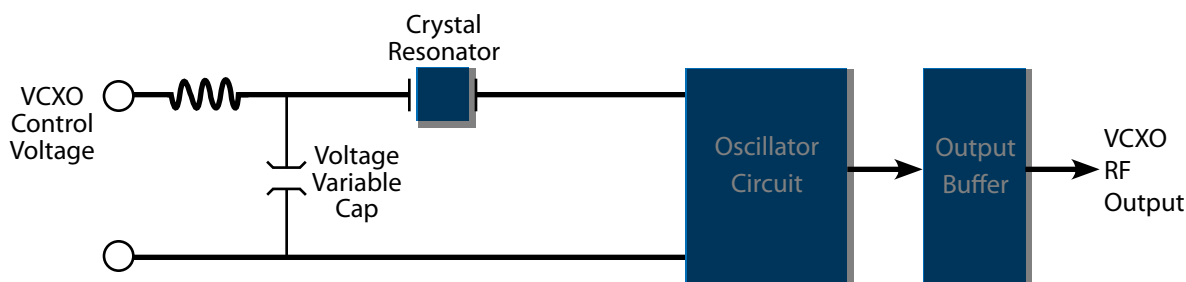 Crystal
Resonator
VCXO
Control
Voltage
Voltage
Variable
Cap
Oscillator
Circuit
Output
Buffer
VCXO
RF
Output